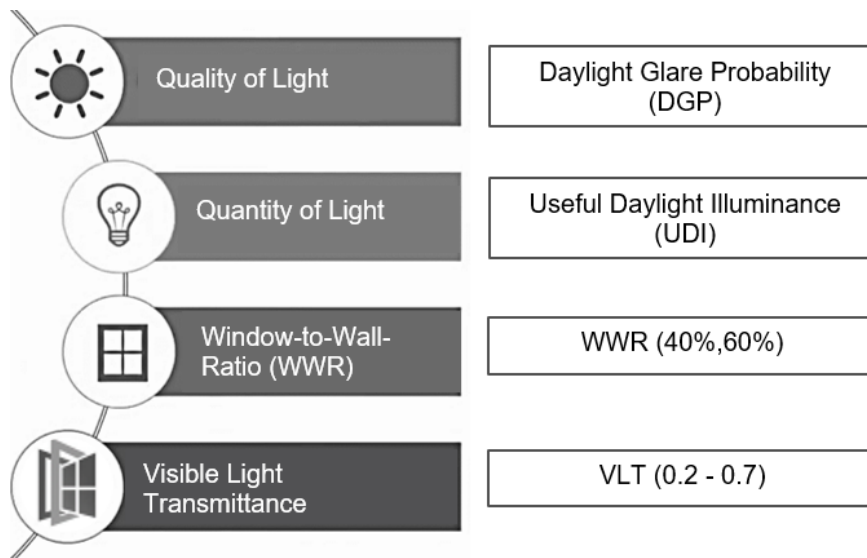 Quality of Light
Daylight Glare Probability
(DGP)
Quantity of Light
Useful Daylight Illuminance
(UDI)
Window-to-Wall-
Ratio (WWR)
WWR (40%,60%)
Visible Light
Transmittance
VLT (0.2 - 0.7)